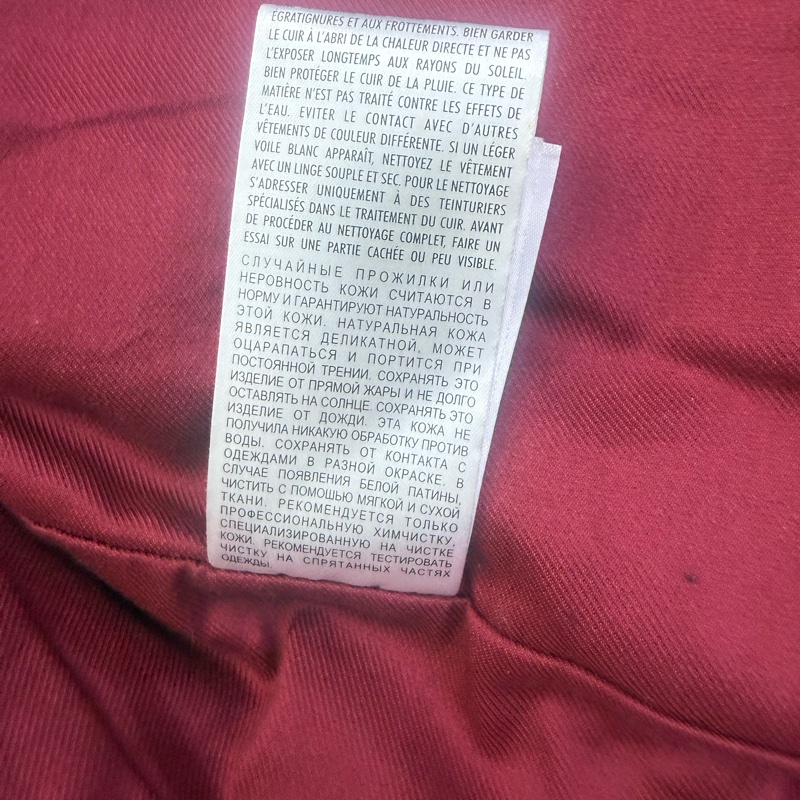 ÉGRATIGNURES ET AUX FROTTEMENTS. BIEN GARDER
LE CUIR À L'ABRI DE LA CHALEUR DIRECTE ET NE PAS
L'EXPOSER LONGTEMPS AUX RAYONS DU SOLEIL.
BIEN PROTÉGER LE CUIR DE LA PLUIE. CE TYPE DE
MATIÈRE N'EST PAS TRAITÉ CONTRE LES EFFETS DE
L'EAU. EVITER LE CONTACT AVEC D'AUTRES
VÊTEMENTS DE COULEUR DIFFÉRENTE. SI UN LÉGER
VOILE BLANC APPARAÎT, NETTOYEZ LE VÊTEMENT
AVEC UN LINGE SOUPLE ET SEC. POUR LE NETTOYAGE
S'ADRESSER UNIQUEMENT À DES TEINTURIERS
SPÉCIALISÉS DANS LE TRAITEMENT DU CUIR. AVANT
DE PROCÉDER AU NETTOYAGE COMPLET, FAIRE UN
ESSAI SUR UNE PARTIE CACHÉE OU PEU VISIBLE.
СЛУЧАЙНЫЕ ПРОЖИЛКИ ИЛИ
НЕРОВНОСТЬ КОЖИ СЧИТАЮТСЯ В
НОРМУ И ГАРАНТИРУЮТ НАТУРАЛЬНОСТЬ
ЭТОЙ КОЖИ. НАТУРАЛЬНАЯ КОЖА
ЯВЛЯЕТСЯ ДЕЛИКАТНОЙ, МОЖЕТ
ОЦАРАПАТЬСЯ И ПОРТИТСЯ ПРИ
ПОСТОЯННОЙ ТРЕНИИ. СОХРАНЯТЬ ЭТО
ИЗДЕЛИЕ ОТ ПРЯМОЙ ЖАРЫ И НЕ ДОЛГО
ОСТАВЛЯТЬ НА СОЛНЦЕ. СОХРАНЯТЬ ЭТО
ИЗДЕЛИЕ ОТ ДОЖДИ. ЭТА КОЖА НЕ
ПОЛУЧИЛА НИКАКУЮ ОБРАБОТКУ ПРОТИВ
ВОДЫ. СОХРАНЯТЬ ОТ КОНТАКТА С
ОДЕЖДАМИ В РАЗНОЙ ОКРАСКЕ. В
СЛУЧАЕ ПОЯВЛЕНИЯ БЕЛОЙ ПАТИНЫ,
ЧИСТИТЬ С ПОМОЩЬЮ МЯГКОЙ И СУХОЙ
ТКАНИ. РЕКОМЕНДУЕТСЯ ТОЛЬКО
ПРОФЕССИОНАЛЬНУЮ ХИМЧИСТКУ,
СПЕЦИАЛИЗИРОВАННУЮ НА ЧИСТКЕ
КОЖИ. РЕКОМЕНДУЕТСЯ ТЕСТИРОВАТЬ
ЧИСТКУ НА СПРЯТАННЫХ ЧАСТЯХ
ОДЕЖДЫ.